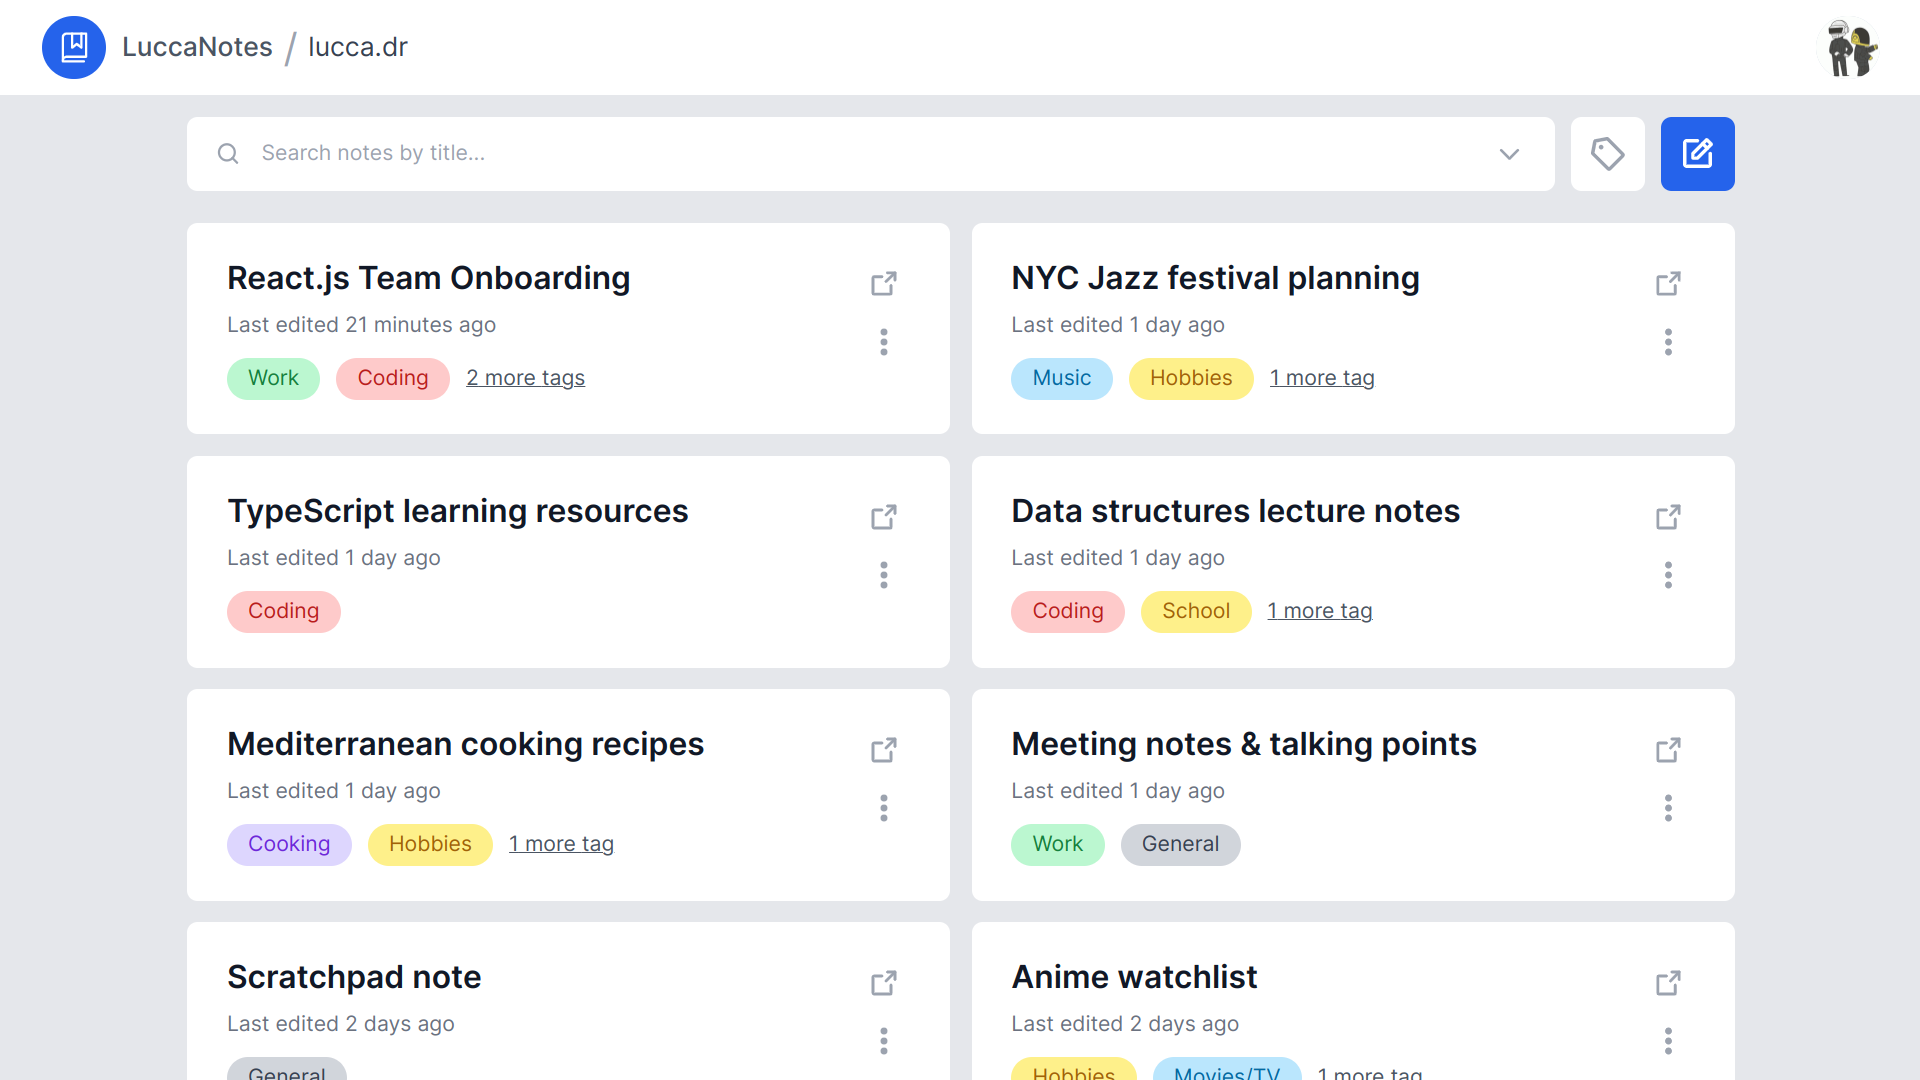 LuccaNotes / lucca.dr
Search notes by title...
React.js Team Onboarding
Last edited 21 minutes ago
Work Coding 2 more tags
NYC Jazz festival planning
Last edited 1 day ago
Music Hobbies 1 more tag
TypeScript learning resources
Last edited 1 day ago
Coding
Data structures lecture notes
Last edited 1 day ago
Coding School 1 more tag
Mediterranean cooking recipes
Last edited 1 day ago
Cooking Hobbies 1 more tag
Meeting notes & talking points
Last edited 1 day ago
Work General
Scratchpad note
Last edited 2 days ago
General
Anime watchlist
Last edited 2 days ago
Hobbies Movies/TV 1 more tag